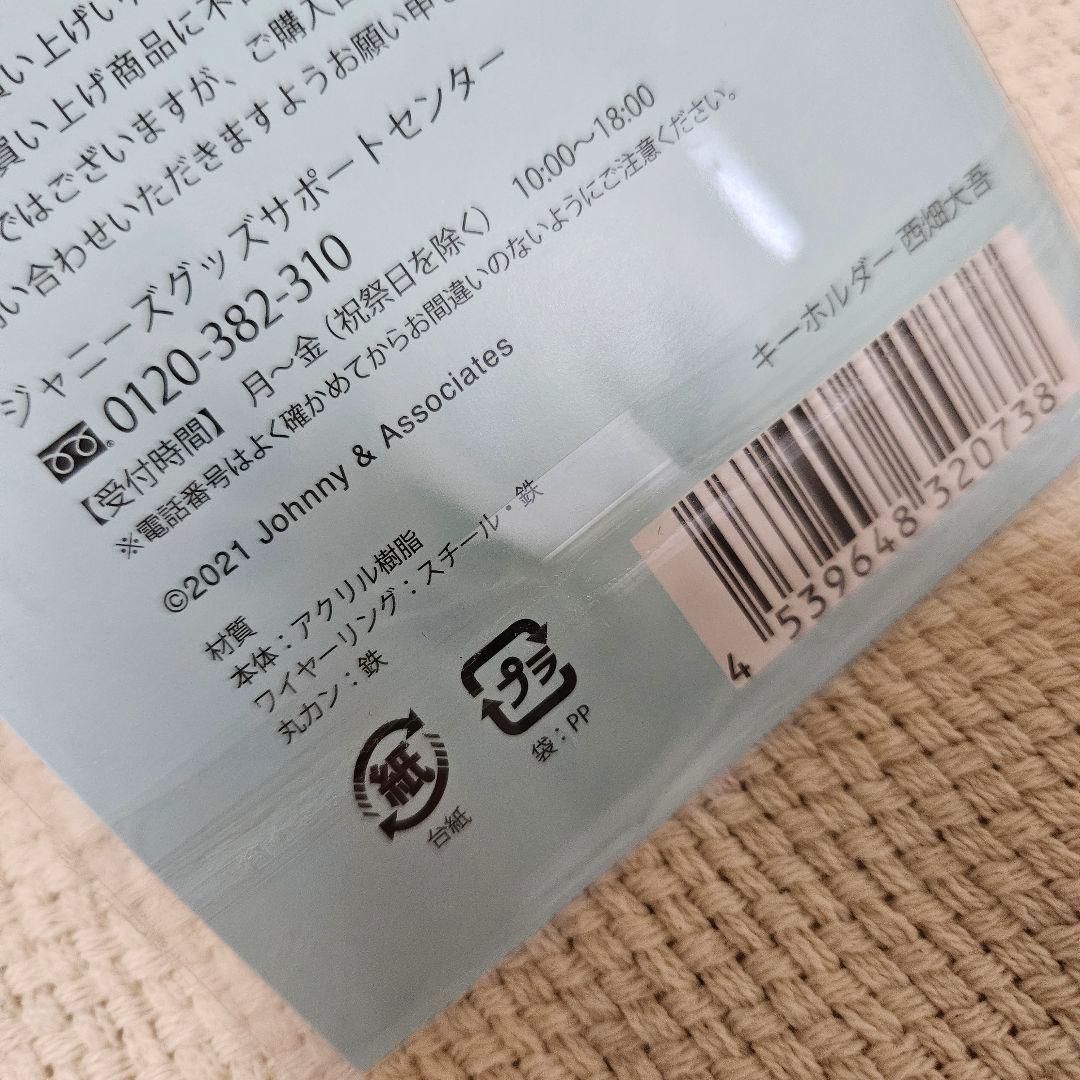 買い上げ商品に不
ではございますが、ご購入
い合わせいただきますようお願い申
ジャニーズグッズサポートセンター
0120-382-310
【受付時間】 月～金（祝祭日を除く） 10:00～18:00
※電話番号はよく確かめてからお間違いのないようにご注意ください。
©2021 Johnny & Associates
キーホルダー 西畑大吾
4 539648 320738
材質
本体：アクリル樹脂
ワイヤーリング：スチール・鉄
丸カン：鉄
プラ
袋：PP
紙
台紙